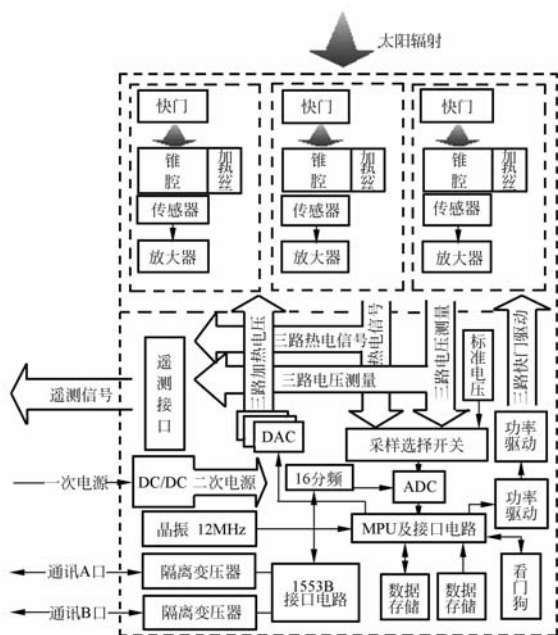 太阳辐射
快门
快门
快门
锥腔
加热丝
锥腔
加热丝
锥腔
加热丝
传感器
传感器
传感器
放大器
放大器
放大器
三路加热电压
三路热电信号
热电信号
三路电压测量
三路快门驱动
标准电压
遥测接口
三路电压测量
遥测信号
DAC
采样选择开关
功率驱动
一次电源
DC/DC
二次电源
16分频
ADC
功率驱动
晶振 12MHz
MPU及接口电路
通讯A口
隔离变压器
1553B
接口电路
数据存储
数据存储
看门狗
通讯B口
隔离变压器